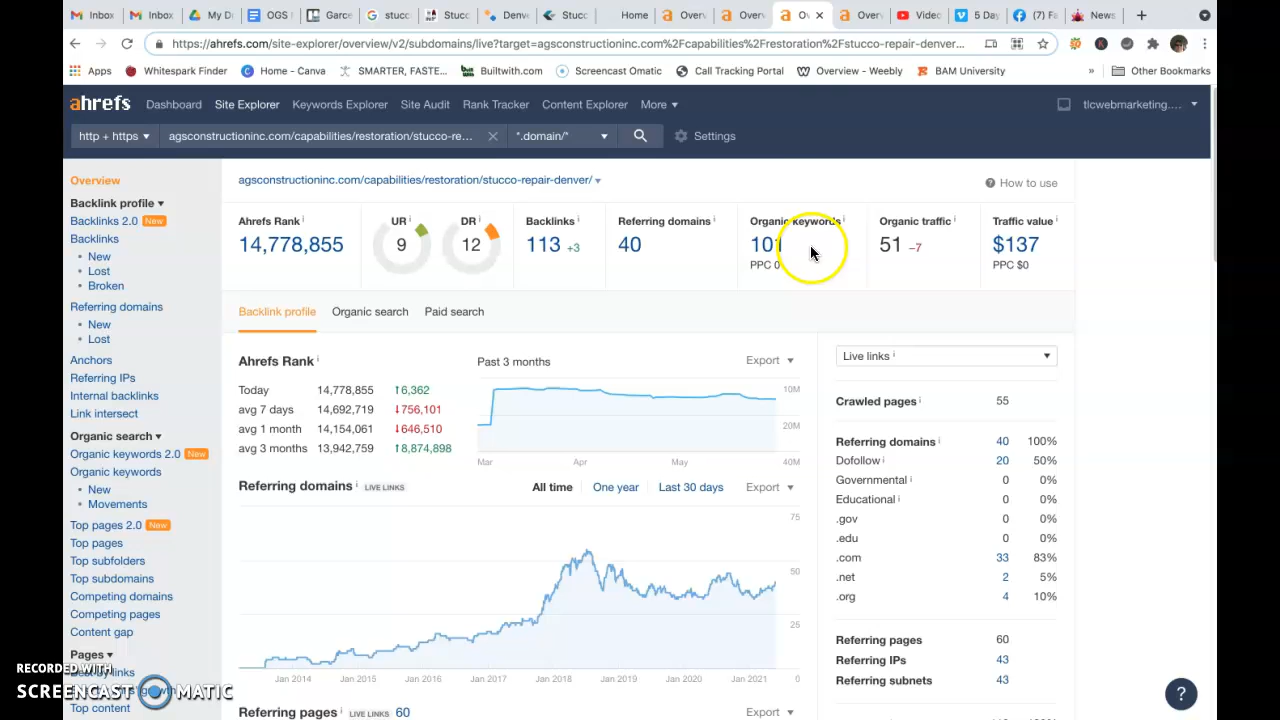 Inbox
Inbox
My D
OGS
Garce
stucc
Stucc
Denve
Stucc
Home
Overv
Overv
Ov
Overv
Video
5 Day
(7) Fa
News
https://ahrefs.com/site-explorer/overview/v2/subdomains/live?target=agsconstructioninc.com%2Fcapabilities%2Frestoration%2Fstucco-repair-denver...
Apps
Whitespark Finder
Home - Canva
SMARTER, FASTE...
Builtwith.com
Screencast Omatic
Call Tracking Portal
Overview - Weebly
BAM University
»
Other Bookmarks
ahrefs
Dashboard
Site Explorer
Keywords Explorer
Site Audit
Rank Tracker
Content Explorer
More
tlcwebmarketing....
http + https
agsconstructioninc.com/capabilities/restoration/stucco-re...
*.domain/*
Settings
Overview
Backlink profile
Backlinks 2.0 New
Backlinks
• New
• Lost
• Broken
Referring domains
• New
• Lost
Anchors
Referring IPs
Internal backlinks
Link intersect
Organic search
Organic keywords 2.0 New
Organic keywords
• New
• Movements
Top pages 2.0 New
Top pages
Top subfolders
Top subdomains
Competing domains
Competing pages
Content gap
Pages
Top content
agsconstructioninc.com/capabilities/restoration/stucco-repair-denver/
How to use
Ahrefs Rank
14,778,855
UR
9
DR
12
Backlinks
113 +3
Referring domains
40
Organic keywords
101
PPC 0
Organic traffic
51 −7
Traffic value
$137
PPC $0
Backlink profile
Organic search
Paid search
Ahrefs Rank
Past 3 months
Export
Today 14,778,855 ↑6,362
avg 7 days 14,692,719 ↓756,101
avg 1 month 14,154,061 ↓646,510
avg 3 months 13,942,759 ↑8,874,898
10M
20M
40M
Mar
Apr
May
Referring domains LIVE LINKS
All time
One year
Last 30 days
Export
75
50
25
0
Jan 2014
Jan 2015
Jan 2016
Jan 2017
Jan 2018
Jan 2019
Jan 2020
Jan 2021
Referring pages LIVE LINKS 60
Export
Live links
Crawled pages 55
Referring domains 40 100%
Dofollow 20 50%
Governmental 0 0%
Educational 0 0%
.gov 0 0%
.edu 0 0%
.com 33 83%
.net 2 5%
.org 4 10%
Referring pages 60
Referring IPs 43
Referring subnets 43
?
RECORDED WITH
SCREENCAST-O-MATIC